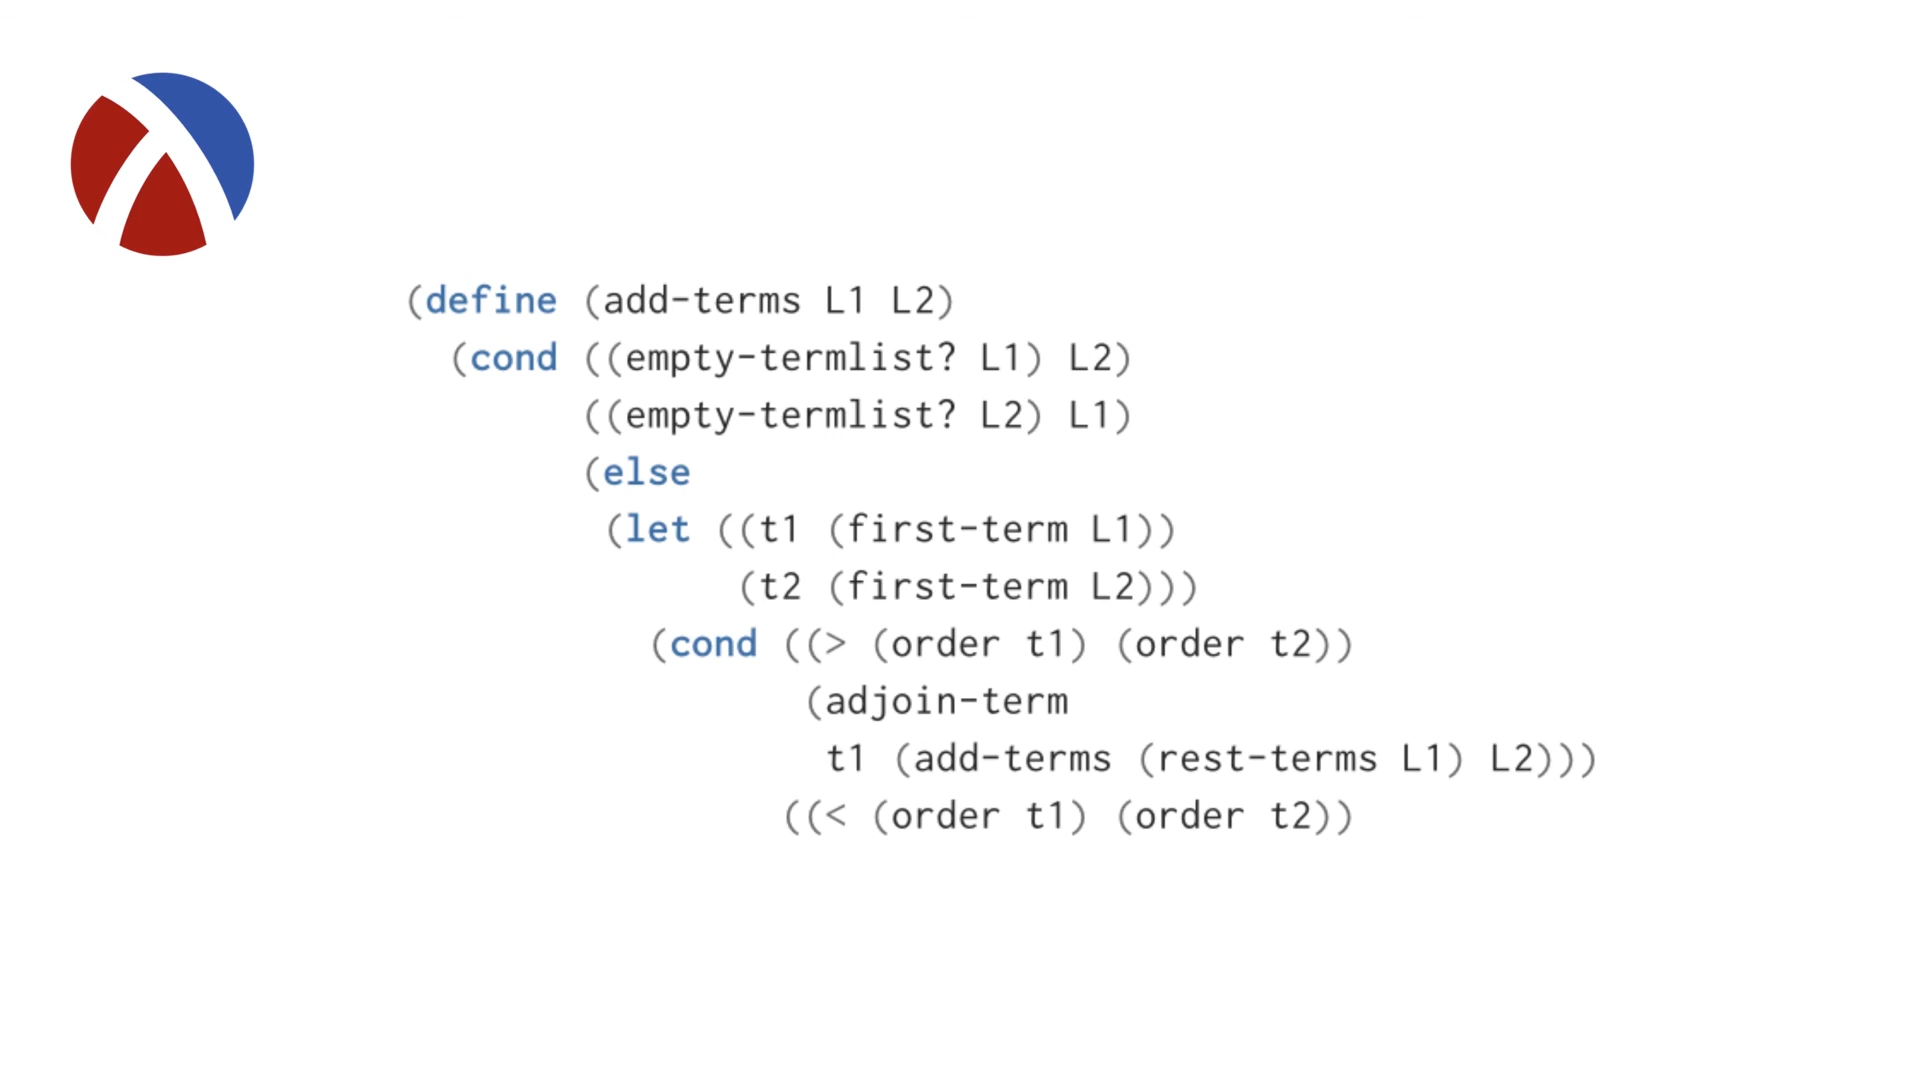 (define (add-terms L1 L2)
(cond ((empty-termlist? L1) L2)
((empty-termlist? L2) L1)
(else
(let ((t1 (first-term L1))
(t2 (first-term L2)))
(cond ((> (order t1) (order t2))
(adjoin-term
t1 (add-terms (rest-terms L1) L2)))
((< (order t1) (order t2))